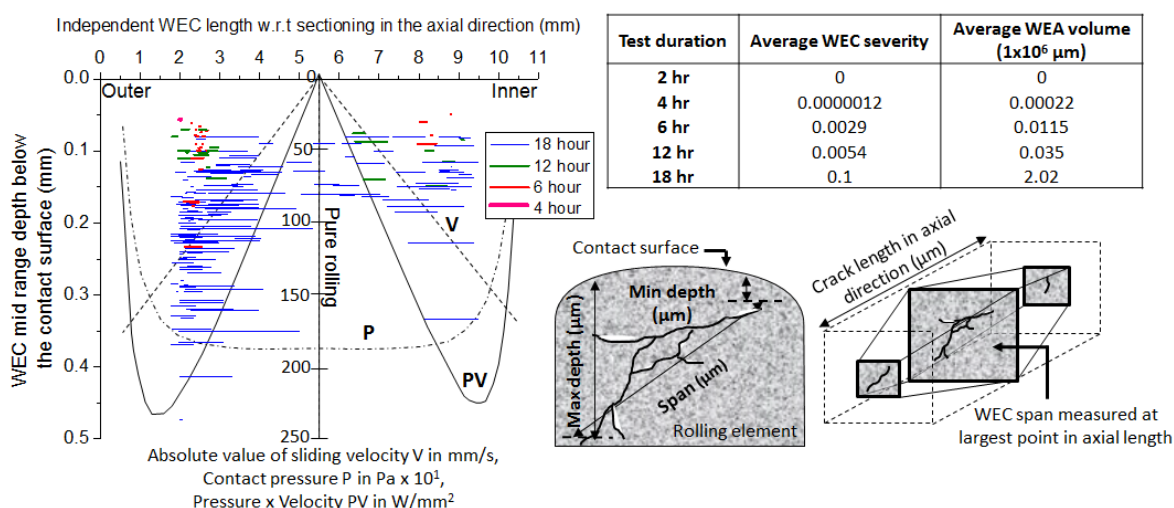 Independent WEC length w.r.t sectioning in the axial direction (mm)
0 1 2 3 4 5 6 7 8 9 10 11
0.0
0.1
0.2
0.3
0.4
0.5
WEC mid range depth below
the contact surface (mm)
Outer
Inner
0
50
100
150
200
250
Pure rolling
V
P
PV
18 hour
12 hour
6 hour
4 hour
Absolute value of sliding velocity V in mm/s,
Contact pressure P in Pa x 10¹,
Pressure x Velocity PV in W/mm²
Test duration Average WEC severity Average WEA volume
(1x10⁶ µm)
2 hr 0 0
4 hr 0.0000012 0.00022
6 hr 0.0029 0.0115
12 hr 0.0054 0.035
18 hr 0.1 2.02
Contact surface
Min depth
(µm)
Max depth (µm)
Span (µm)
Rolling element
Crack length in axial
direction (µm)
WEC span measured at
largest point in axial length